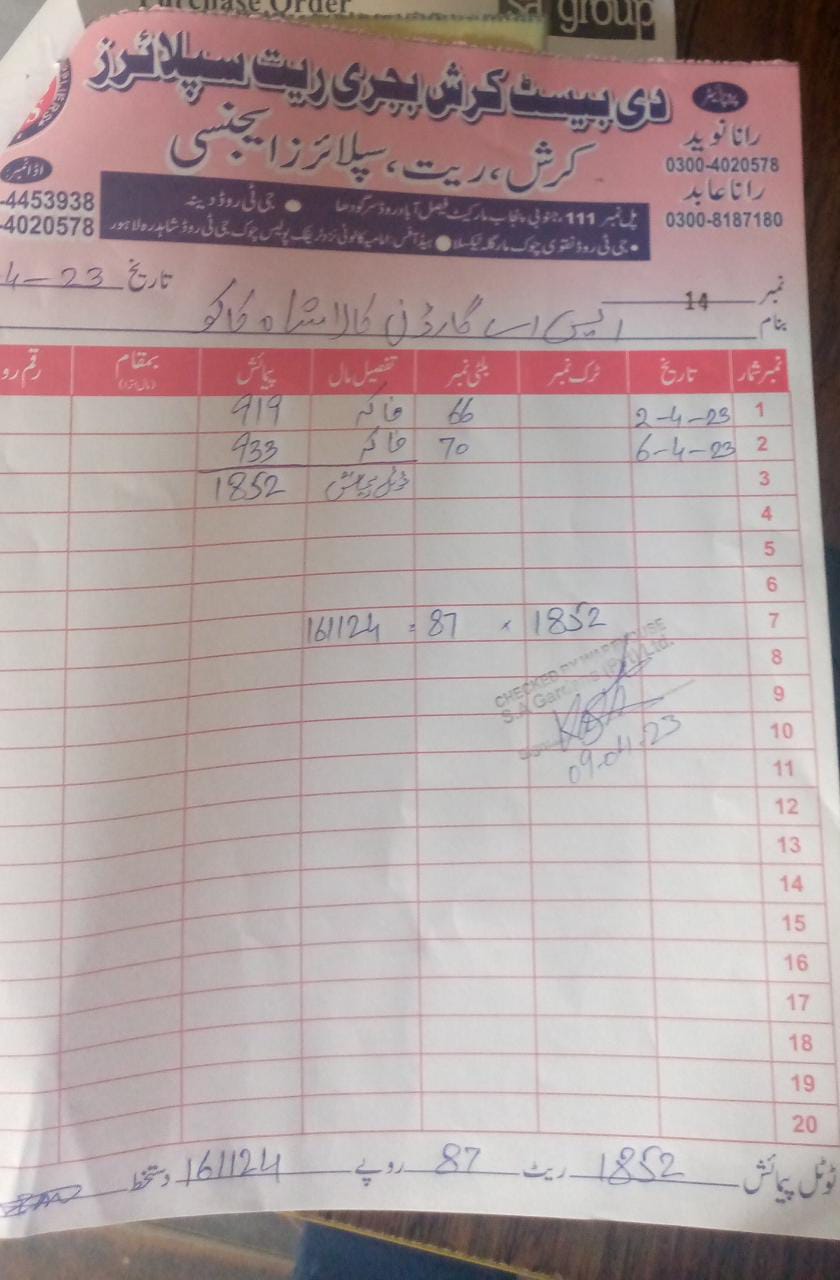 Purchase Order
sa group
دی بیسٹ کرش بجری ریت سپلائرز
کرش، ریت، سپلائرز ایجنسی
پروپرائیٹر
رانا نوید
0300-4020578
رانا عابد
0300-8187180
اڈا نمبر
-4453938
-4020578
پل نمبر 111 جنوبی پنجاب مارکیٹ فیصل آباد روڈ سرگودھا ● جی ٹی روڈ دینہ
● جی ٹی روڈ نقوی چوک مارگلہ ٹیکسلا ● ہیڈ آفس: امامیہ کالونی نزد ٹریفک پولیس چوک جی ٹی روڈ شاہدرہ لاہور
نمبر 14 تاریخ 4-23
بنام ایس اے گارڈن کالا شاہ کاکو
نمبر شمار تاریخ ٹرک نمبر بلٹی نمبر تفصیل مال پیمائش بمقام رقم رو
1 2-4-23 66 خاکہ 919
2 6-4-23 70 خاکہ 933
3 ٹوٹل پیمائش 1852
4
5
6
7 1852 × 87 = 161124
8
CHECKED BY WAREHOUSE
S.A Gardens (Pvt) Ltd.
9
10
09-04-23
11
12
13
14
15
16
17
18
19
20
ٹوٹل پیمائش 1852 ریٹ 87 روپے 161124 دستخط